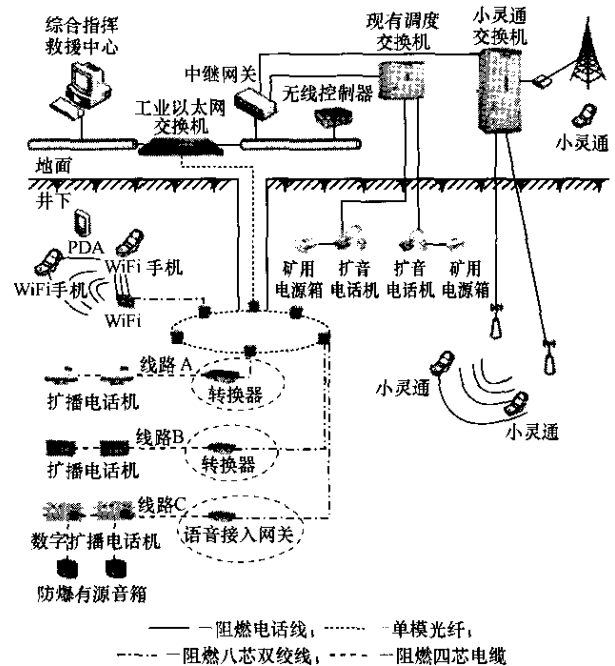 综合指挥
救援中心
现有调度
交换机
小灵通
交换机
中继网关
无线控制器
工业以太网
交换机
小灵通
地面
井下
PDA
WiFi 手机
WiFi手机
WiFi
矿用
电源箱
扩音
电话机
扩音
电话机
矿用
电源箱
线路 A
扩播电话机
转换器
小灵通
小灵通
线路B
扩播电话机
转换器
线路C
数字扩播电话机
语音接入网关
防爆有源音箱
—阻燃电话线;
—单模光纤;
—阻燃八芯双绞线;
—阻燃四芯电缆